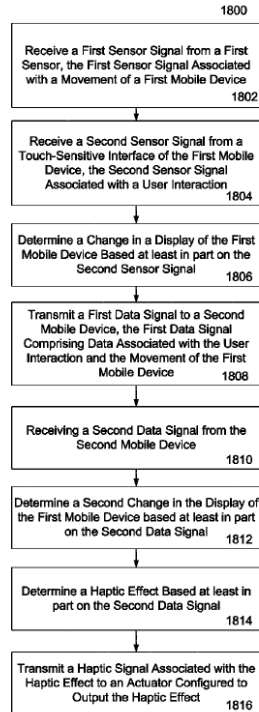 1800
Receive a First Sensor Signal from a First
Sensor, the First Sensor Signal Associated
with a Movement of a First Mobile Device
1802
Receive a Second Sensor Signal from a
Touch-Sensitive Interface of the First Mobile
Device, the Second Sensor Signal
Associated with a User Interaction
1804
Determine a Change in a Display of the First
Mobile Device Based at least in part on the
Second Sensor Signal
1806
Transmit a First Data Signal to a Second
Mobile Device, the First Data Signal
Comprising Data Associated with the User
Interaction and the Movement of the First
Mobile Device
1808
Receiving a Second Data Signal from the
Second Mobile Device
1810
Determine a Second Change in the Display of
the First Mobile Device based at least in part
on the Second Data Signal
1812
Determine a Haptic Effect Based at least in
part on the Second Data Signal
1814
Transmit a Haptic Signal Associated with the
Haptic Effect to an Actuator Configured to
Output the Haptic Effect
1816